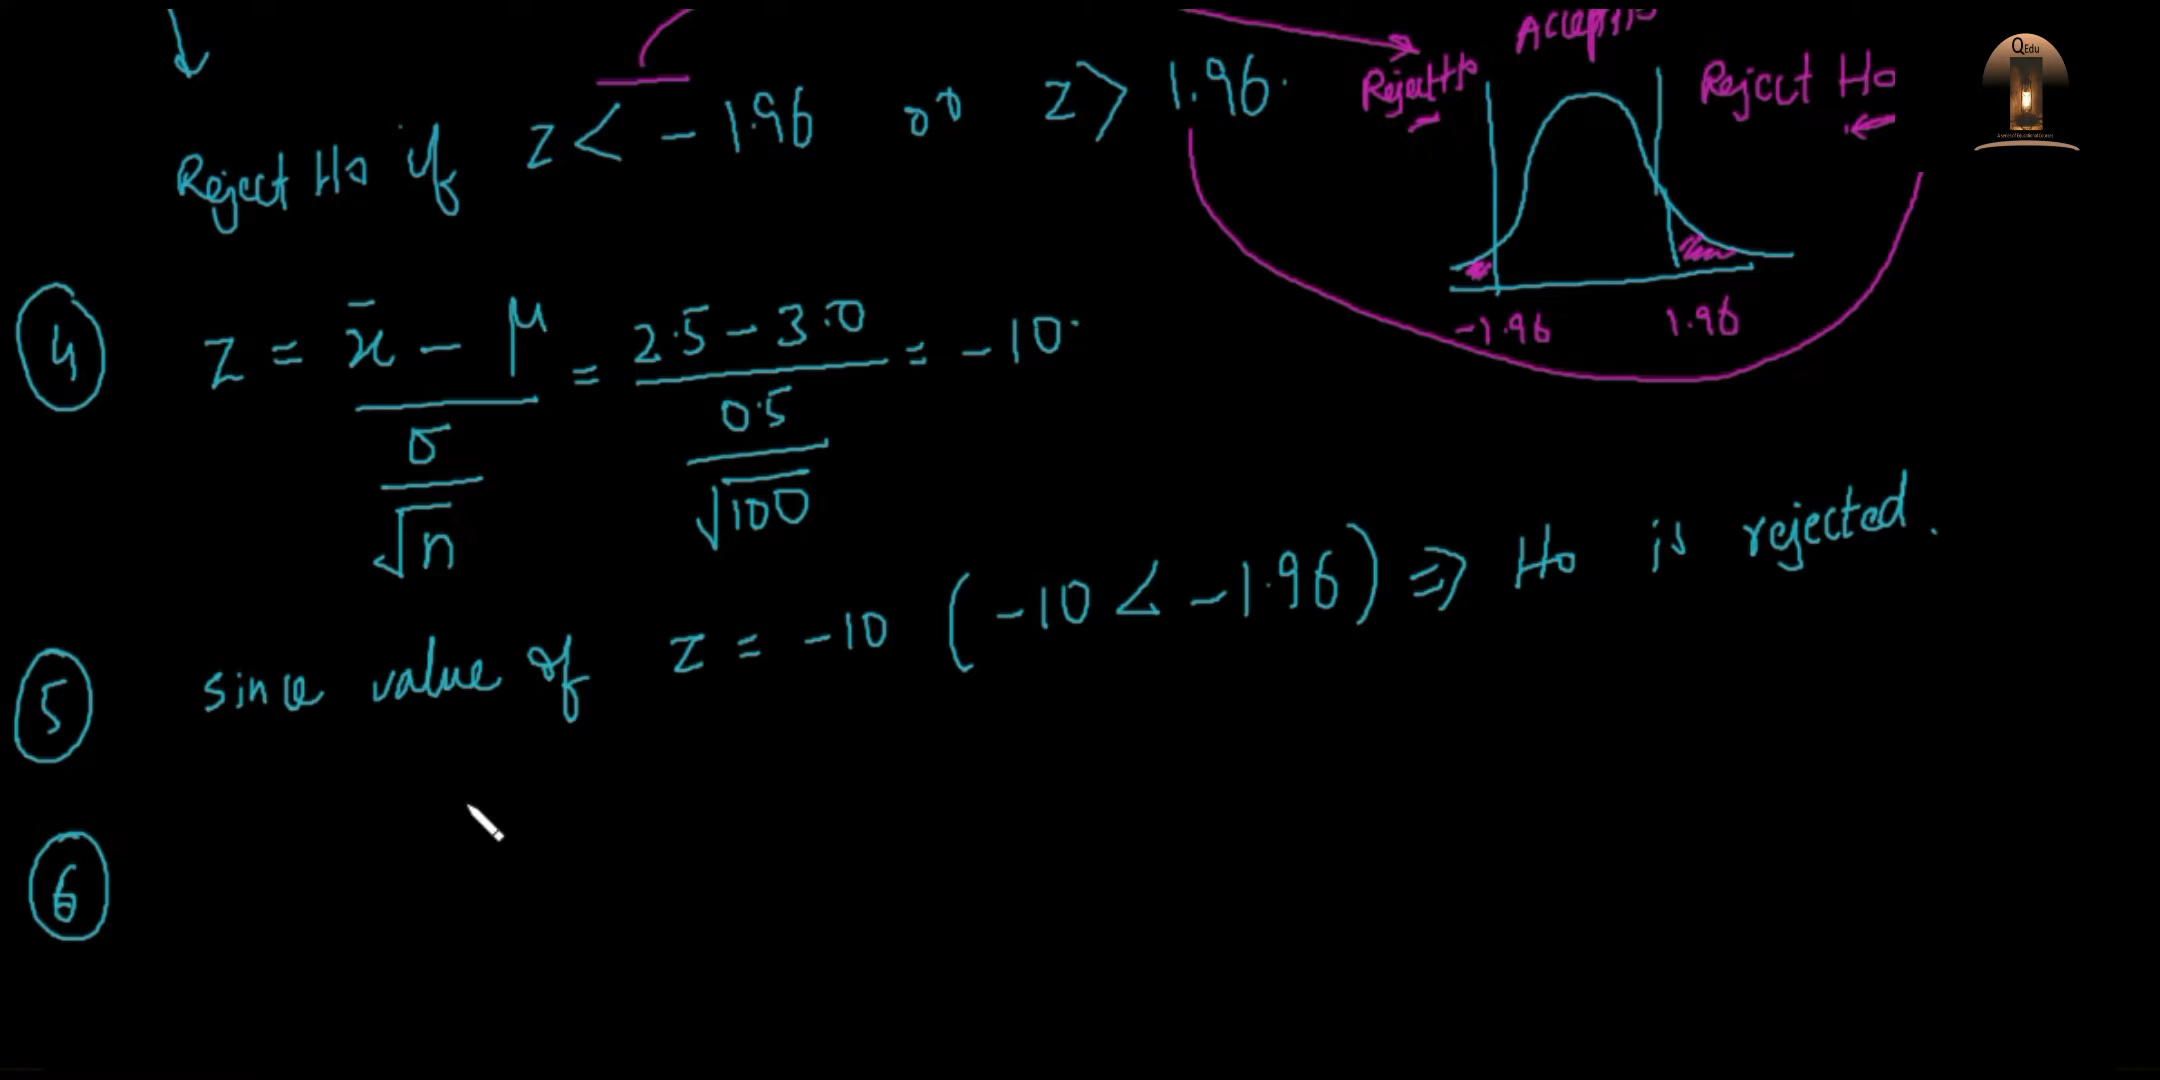 Accept Ho
Reject Ho
Reject Ho
QEdu
Reject Ho if z < -1.96 or z > 1.96.
-1.96 1.96
4 z = x̄ - μ / σ/√n = 2.5 - 3.0 / 0.5/√100 = -10.
5 since value of z = -10 (-10 < -1.96) ⇒ Ho is rejected.
6